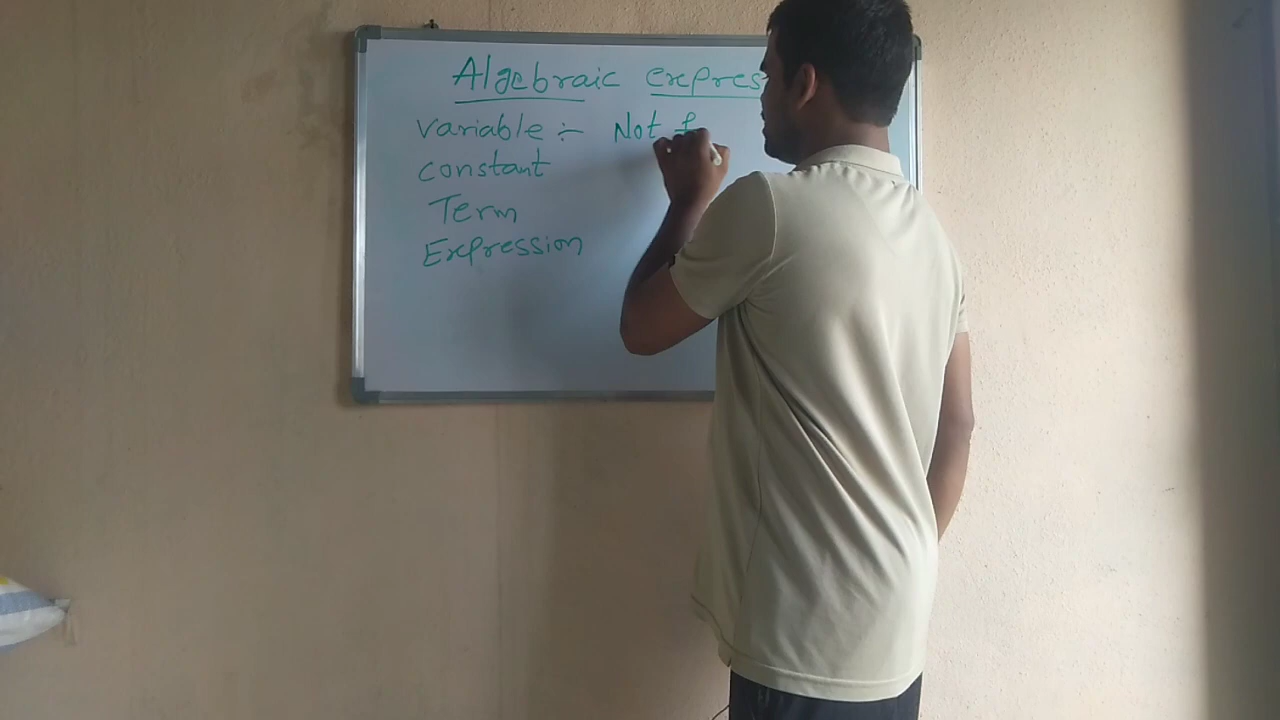 Algebraic expres
Variable :- Not f
constant
Term
Expression